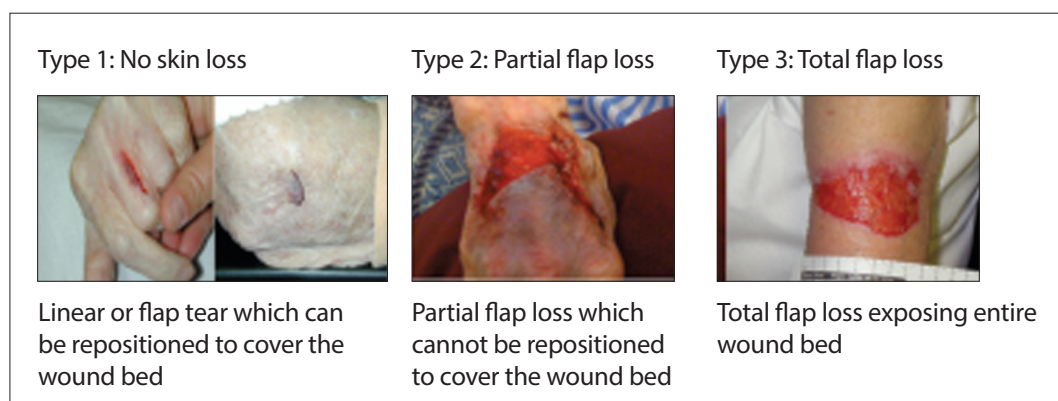 Type 1: No skin loss
Type 2: Partial flap loss
Type 3: Total flap loss
Linear or flap tear which can
be repositioned to cover the
wound bed
Partial flap loss which
cannot be repositioned
to cover the wound bed
Total flap loss exposing entire
wound bed